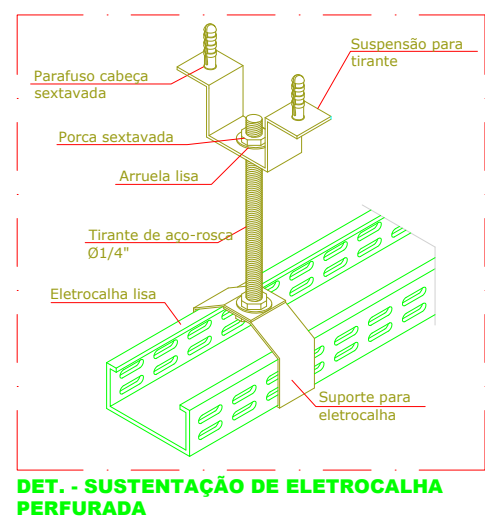 Suspensão para
tirante
Parafuso cabeça
sextavada
Porca sextavada
Arruela lisa
Tirante de aço-rosca
Ø1/4"
Eletrocalha lisa
Suporte para
eletrocalha
DET. - SUSTENTAÇÃO DE ELETROCALHA
PERFURADA